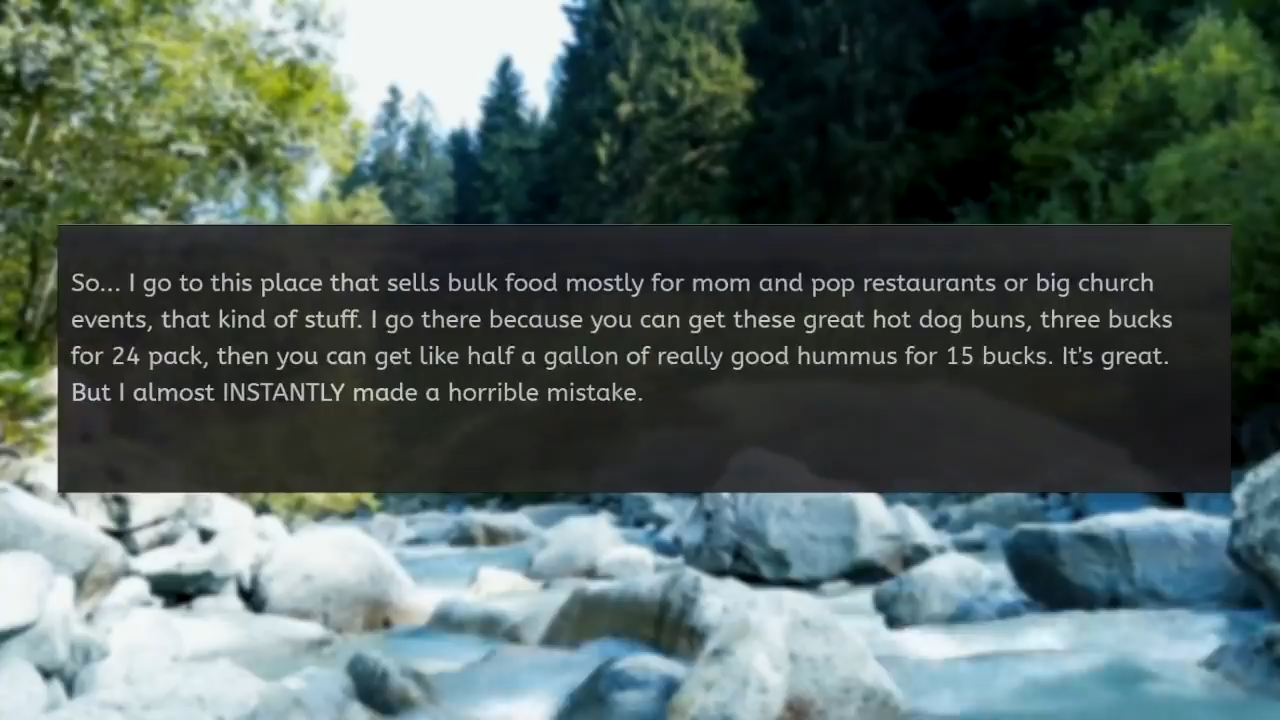 So... I go to this place that sells bulk food mostly for mom and pop restaurants or big church
events, that kind of stuff. I go there because you can get these great hot dog buns, three bucks
for 24 pack, then you can get like half a gallon of really good hummus for 15 bucks. It's great.
But I almost INSTANTLY made a horrible mistake.